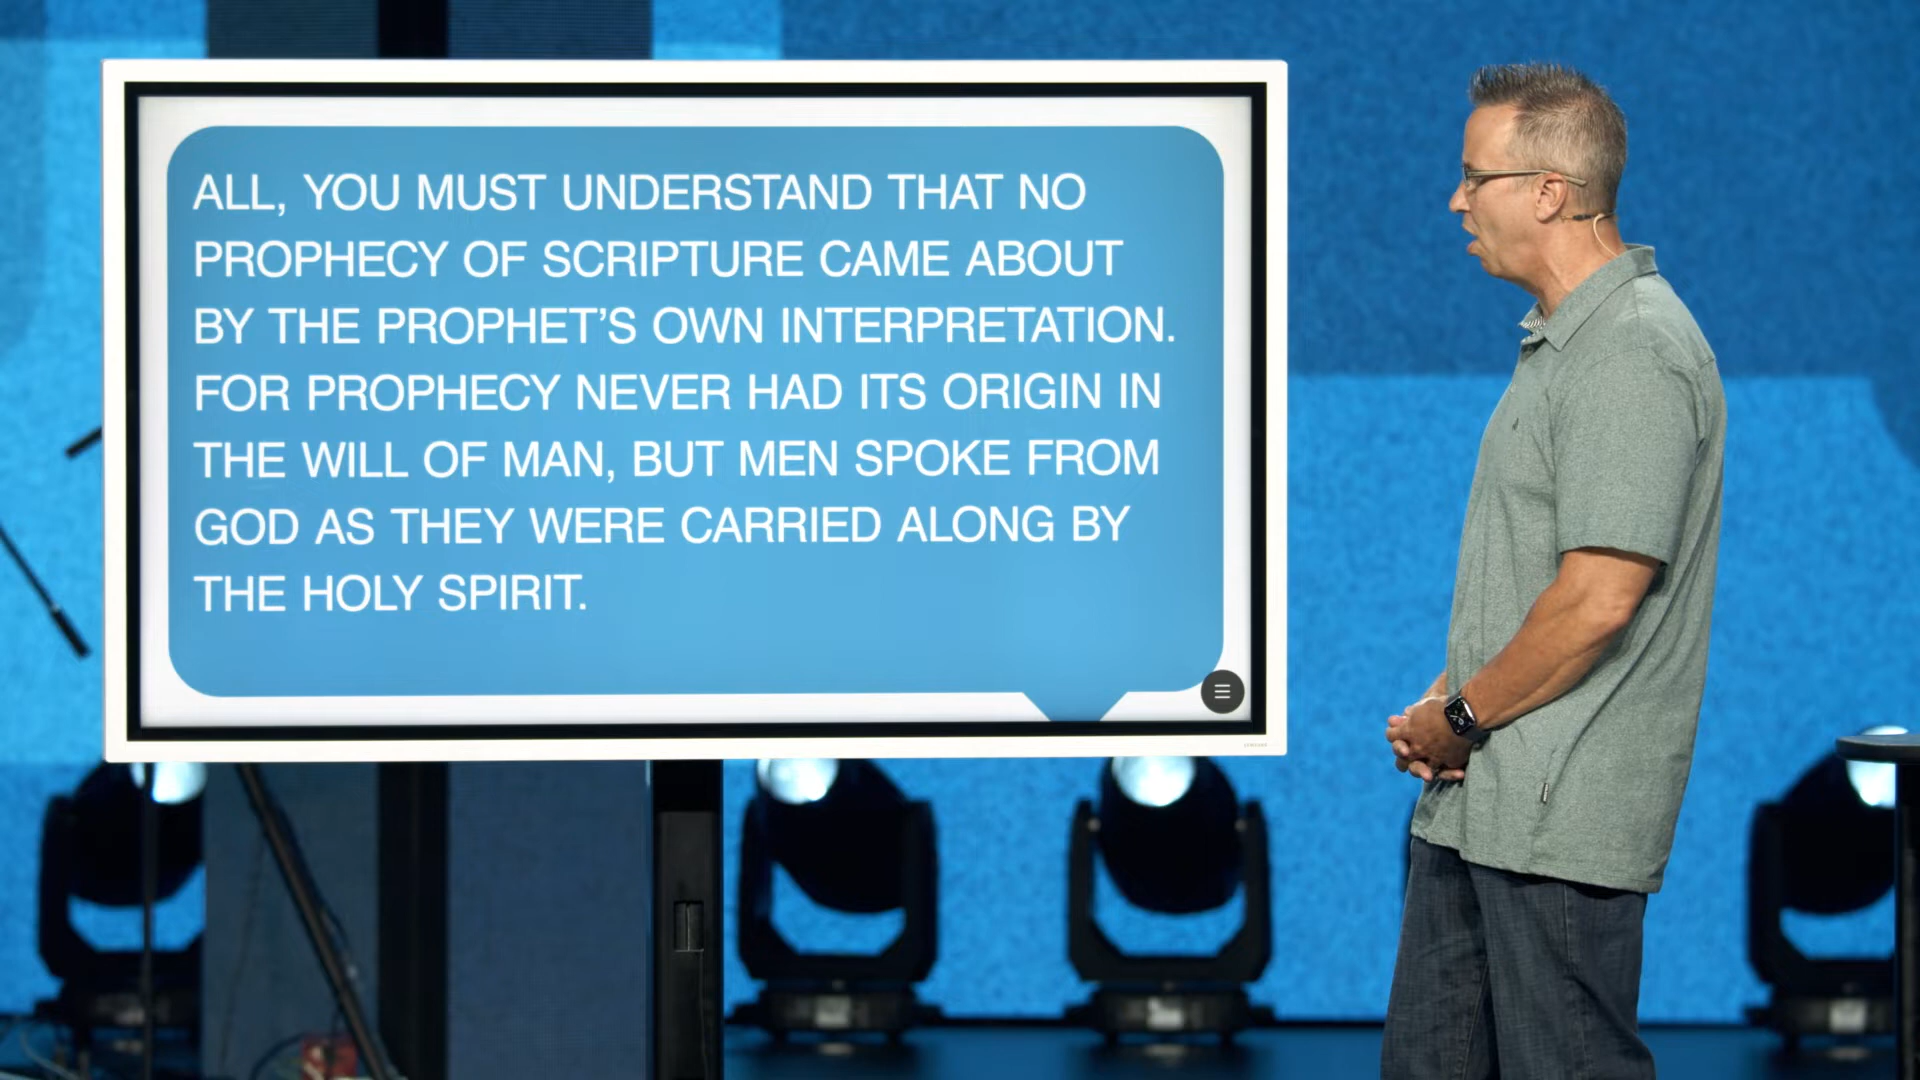 ALL, YOU MUST UNDERSTAND THAT NO
PROPHECY OF SCRIPTURE CAME ABOUT
BY THE PROPHET’S OWN INTERPRETATION.
FOR PROPHECY NEVER HAD ITS ORIGIN IN
THE WILL OF MAN, BUT MEN SPOKE FROM
GOD AS THEY WERE CARRIED ALONG BY
THE HOLY SPIRIT.